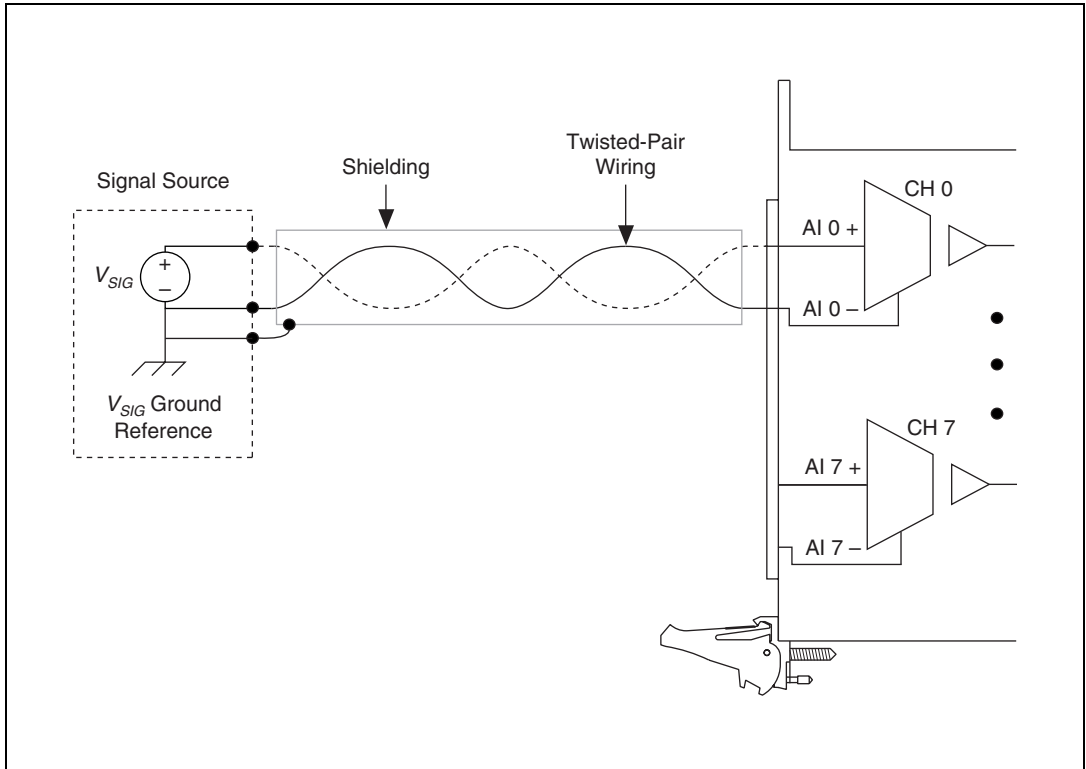 Signal Source
Shielding
Twisted-Pair
Wiring
CH 0
AI 0 +
+
V_SIG
–
AI 0 –
V_SIG Ground
Reference
CH 7
AI 7 +
AI 7 –